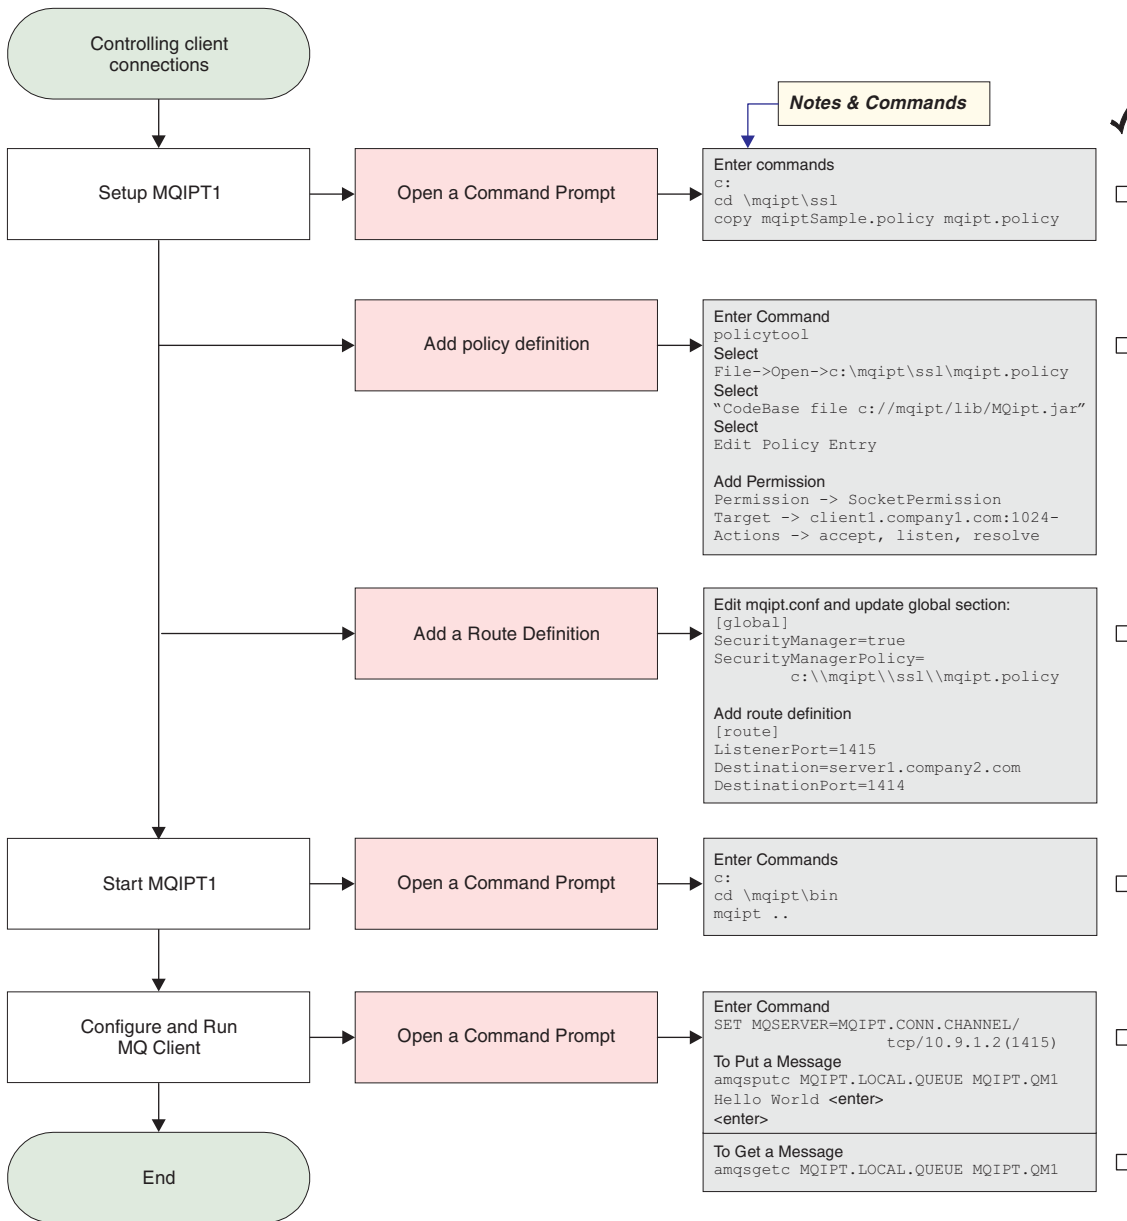 Controlling client
connections
Notes & Commands
Setup MQIPT1
Open a Command Prompt
Enter commands
c:
cd \mqipt\ssl
copy mqiptSample.policy mqipt.policy
Add policy definition
Enter Command
policytool
Select
File->Open->c:\mqipt\ssl\mqipt.policy
Select
“CodeBase file c://mqipt/lib/MQipt.jar”
Select
Edit Policy Entry
Add Permission
Permission -> SocketPermission
Target -> client1.company1.com:1024-
Actions -> accept, listen, resolve
Add a Route Definition
Edit mqipt.conf and update global section:
[global]
SecurityManager=true
SecurityManagerPolicy=
c:\\mqipt\\ssl\\mqipt.policy
Add route definition
[route]
ListenerPort=1415
Destination=server1.company2.com
DestinationPort=1414
Start MQIPT1
Open a Command Prompt
Enter Commands
c:
cd \mqipt\bin
mqipt ..
Configure and Run
MQ Client
Open a Command Prompt
Enter Command
SET MQSERVER=MQIPT.CONN.CHANNEL/
tcp/10.9.1.2(1415)
To Put a Message
amqsputc MQIPT.LOCAL.QUEUE MQIPT.QM1
Hello World <enter>
<enter>
To Get a Message
amqsgetc MQIPT.LOCAL.QUEUE MQIPT.QM1
End